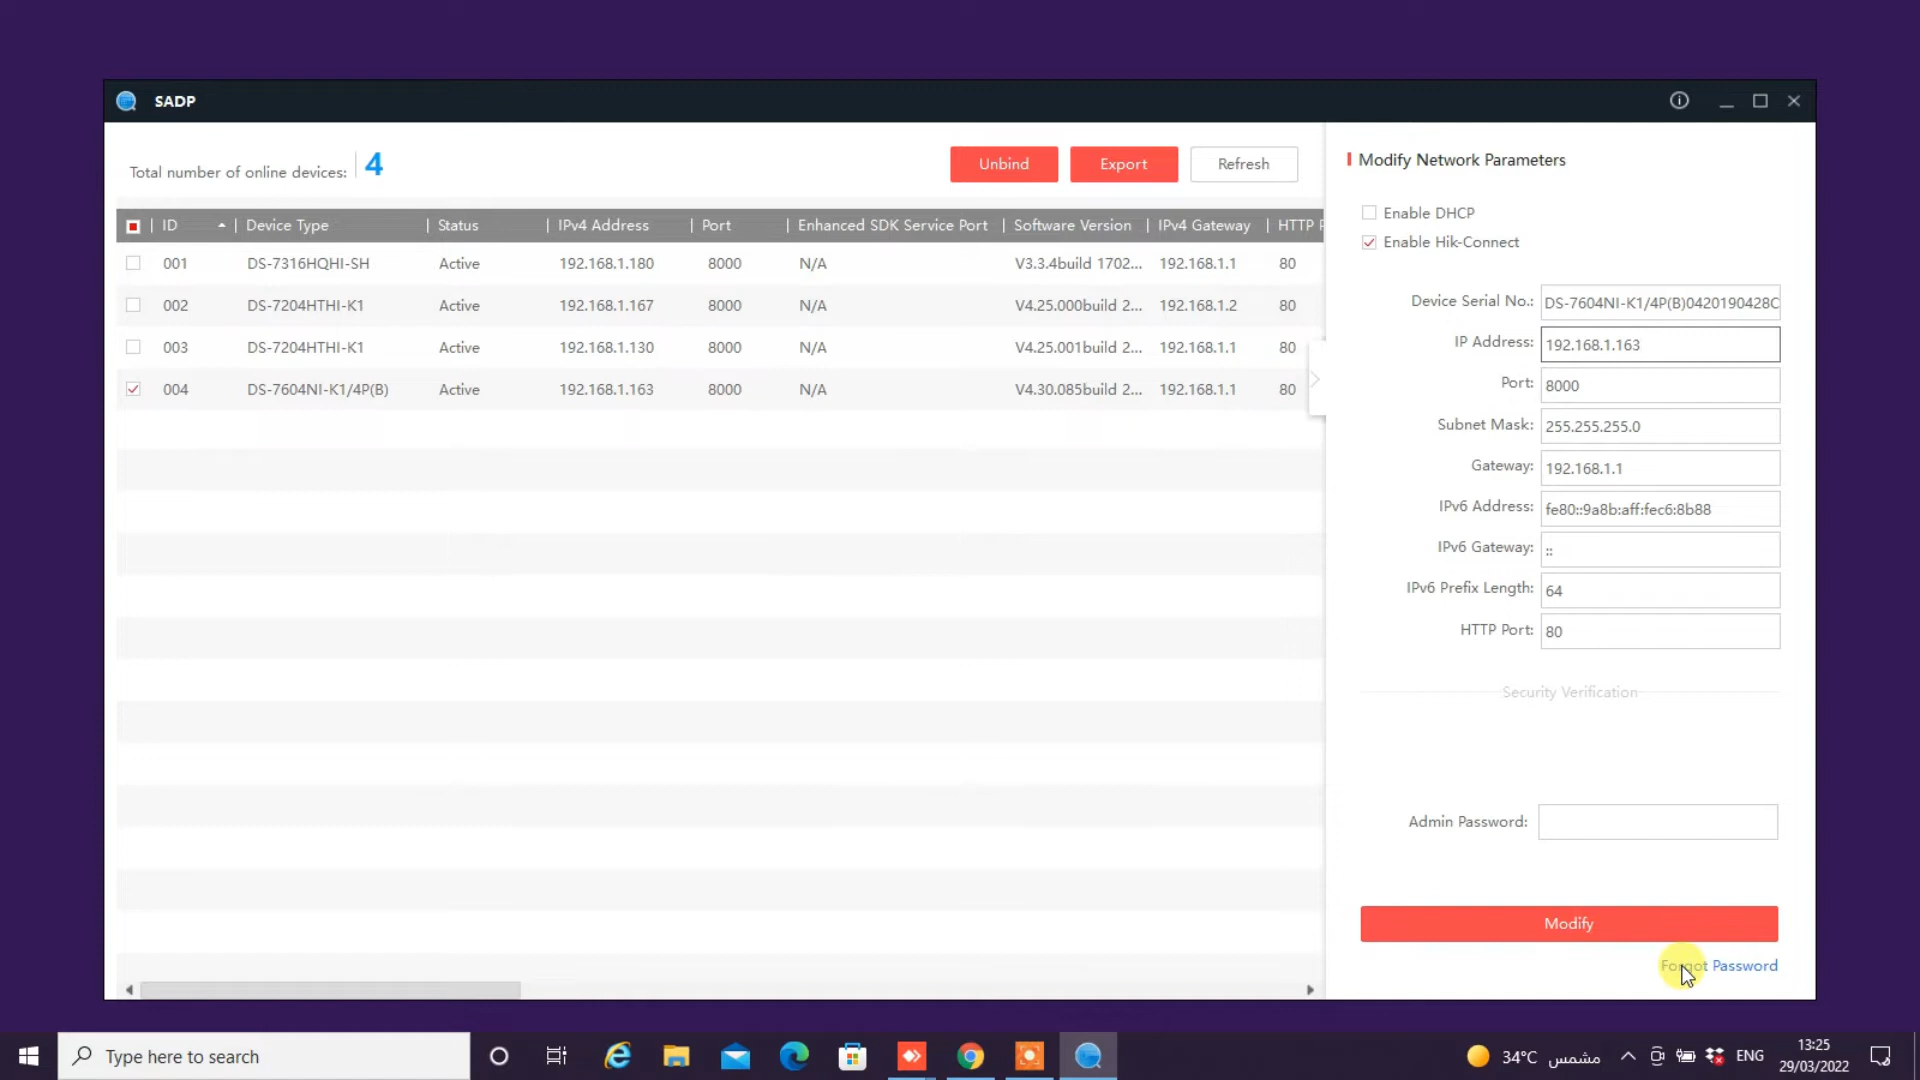 SADP
Total number of online devices: 4
Unbind
Export
Refresh
ID Device Type Status IPv4 Address Port Enhanced SDK Service Port Software Version IPv4 Gateway HTTP
001 DS-7316HQHI-SH Active 192.168.1.180 8000 N/A V3.3.4build 1702... 192.168.1.1 80
002 DS-7204HTHI-K1 Active 192.168.1.167 8000 N/A V4.25.000build 2... 192.168.1.2 80
003 DS-7204HTHI-K1 Active 192.168.1.130 8000 N/A V4.25.001build 2... 192.168.1.1 80
004 DS-7604NI-K1/4P(B) Active 192.168.1.163 8000 N/A V4.30.085build 2... 192.168.1.1 80
Modify Network Parameters
Enable DHCP
Enable Hik-Connect
Device Serial No.: DS-7604NI-K1/4P(B)0420190428C
IP Address: 192.168.1.163
Port: 8000
Subnet Mask: 255.255.255.0
Gateway: 192.168.1.1
IPv6 Address: fe80::9a8b:aff:fec6:8b88
IPv6 Gateway: ::
IPv6 Prefix Length: 64
HTTP Port: 80
Security Verification
Admin Password:
Modify
Forgot Password
Type here to search
34°C مشمس
ENG
13:25
29/03/2022